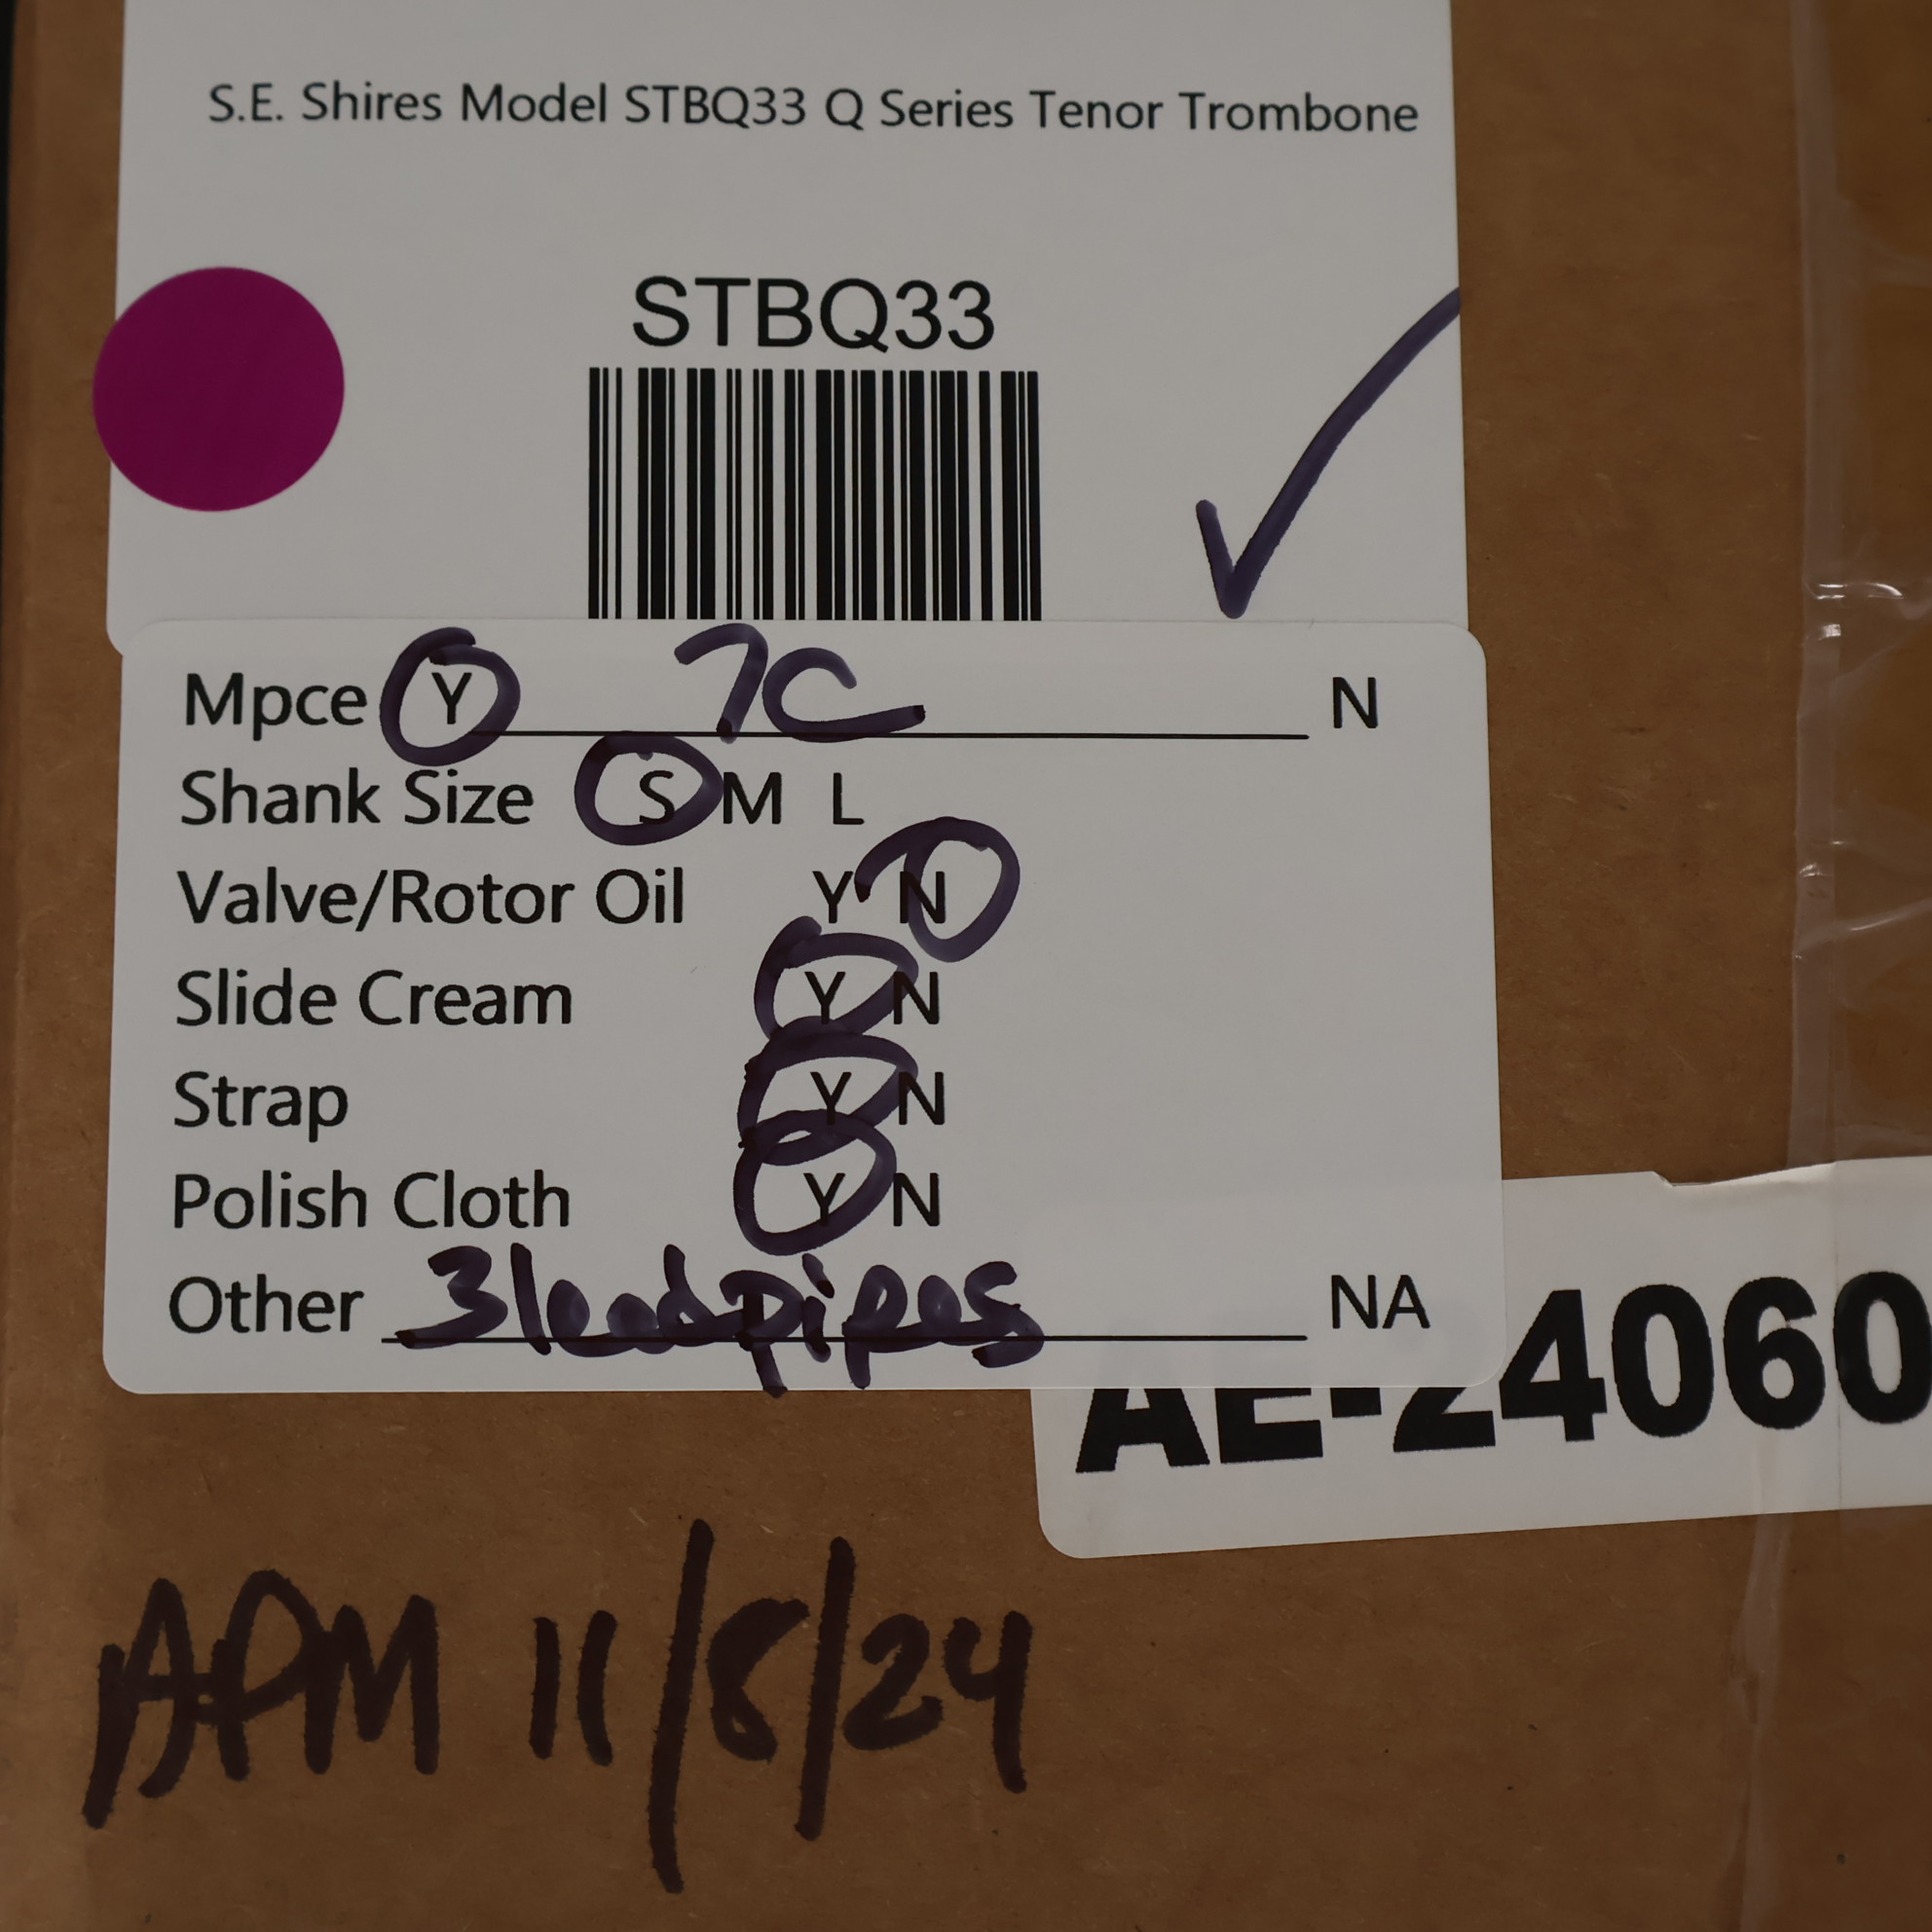 S.E. Shires Model STBQ33 Q Series Tenor Trombone
STBQ33
Mpce Y 7C N
Shank Size S M L
Valve/Rotor Oil Y N
Slide Cream Y N
Strap Y N
Polish Cloth Y N
Other 3 leadpipes NA
AE-24060
APM 11/8/24